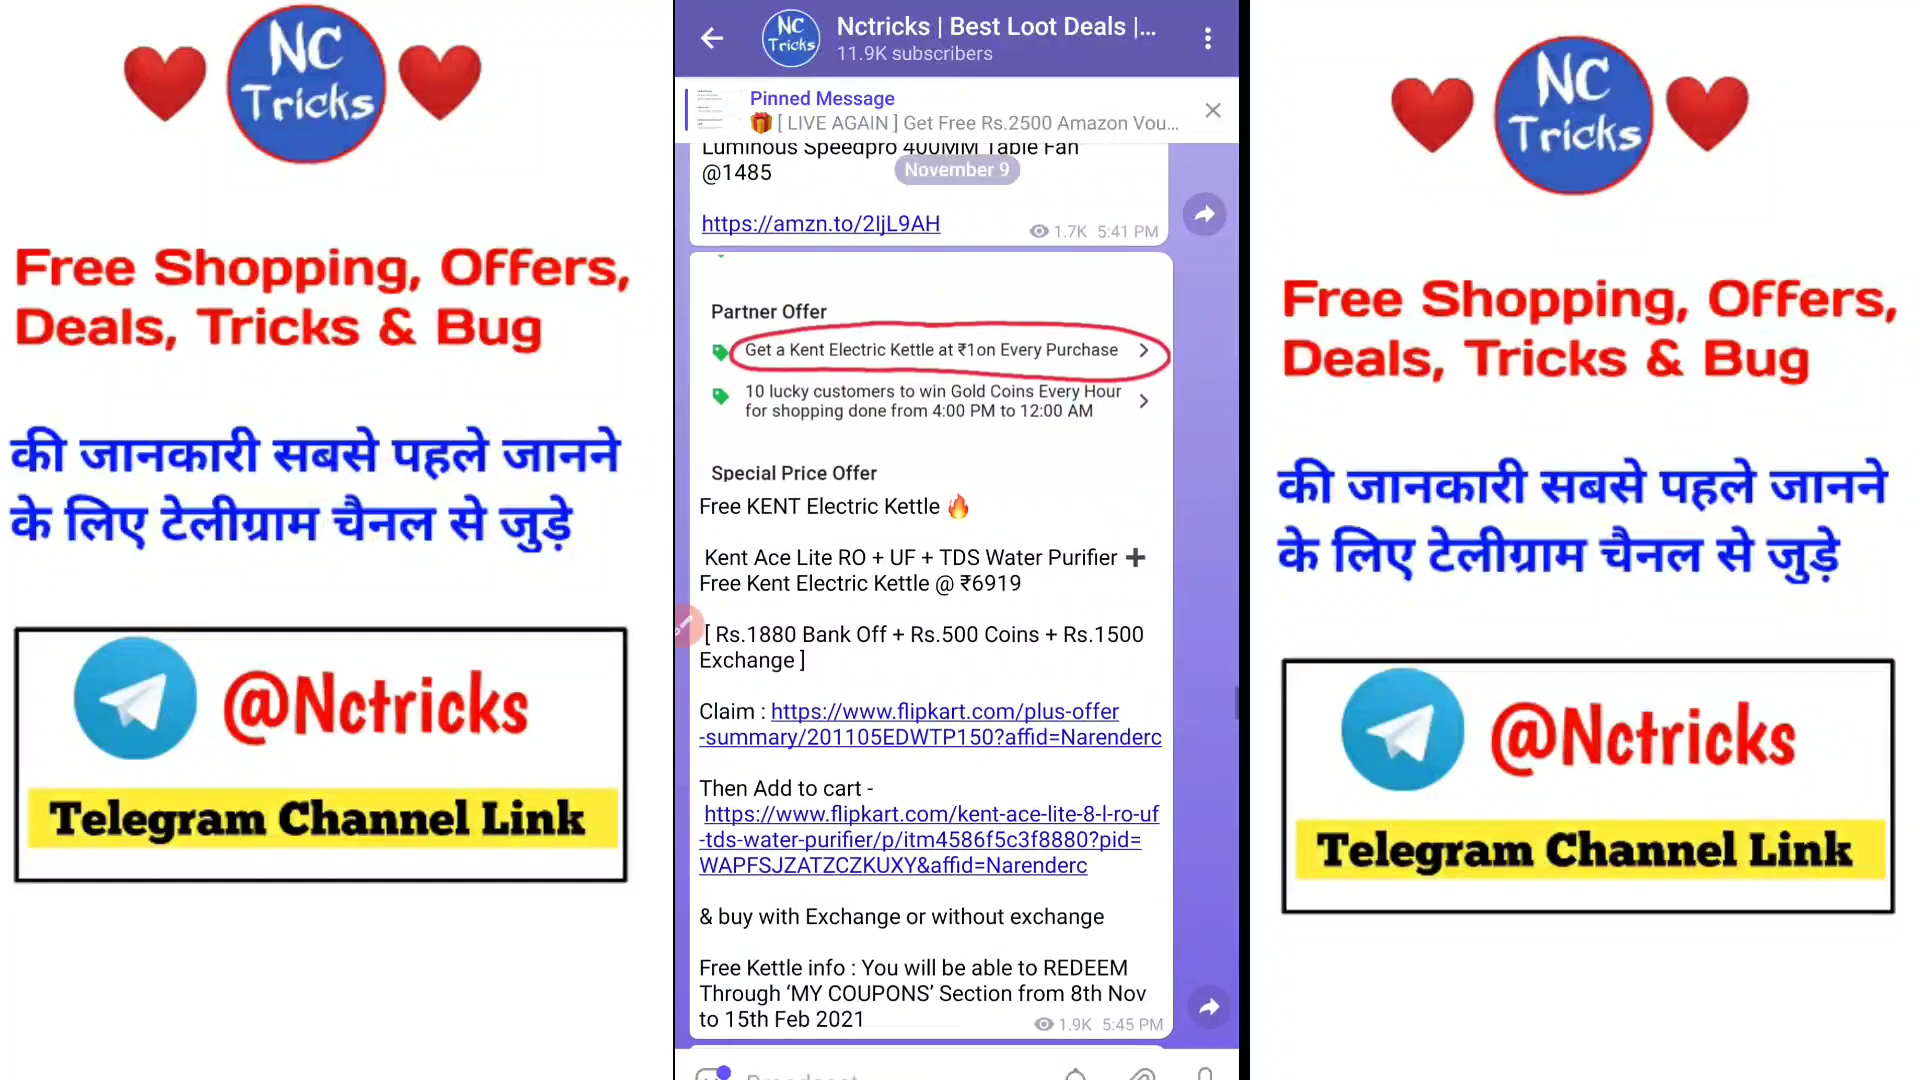 NC
Tricks
Free Shopping, Offers,
Deals, Tricks & Bug
की जानकारी सबसे पहले जानने
के लिए टेलीग्राम चैनल से जुड़े
@Nctricks
Telegram Channel Link
NC
Tricks
Nctricks | Best Loot Deals |...
11.9K subscribers
Pinned Message
🎁 [ LIVE AGAIN ] Get Free Rs.2500 Amazon Vou...
Luminous Speedpro 400MM Table Fan
@1485
November 9
https://amzn.to/2IjL9AH
1.7K 5:41 PM
Partner Offer
Get a Kent Electric Kettle at ₹1on Every Purchase
10 lucky customers to win Gold Coins Every Hour
for shopping done from 4:00 PM to 12:00 AM
Special Price Offer
Free KENT Electric Kettle 🔥
Kent Ace Lite RO + UF + TDS Water Purifier ➕
Free Kent Electric Kettle @ ₹6919
[ Rs.1880 Bank Off + Rs.500 Coins + Rs.1500
Exchange ]
Claim : https://www.flipkart.com/plus-offer
-summary/201105EDWTP150?affid=Narenderc
Then Add to cart -
https://www.flipkart.com/kent-ace-lite-8-l-ro-uf
-tds-water-purifier/p/itm4586f5c3f8880?pid=
WAPFSJZATZCZKUXY&affid=Narenderc
& buy with Exchange or without exchange
Free Kettle info : You will be able to REDEEM
Through ‘MY COUPONS’ Section from 8th Nov
to 15th Feb 2021
1.9K 5:45 PM
Broadcast
NC
Tricks
Free Shopping, Offers,
Deals, Tricks & Bug
की जानकारी सबसे पहले जानने
के लिए टेलीग्राम चैनल से जुड़े
@Nctricks
Telegram Channel Link